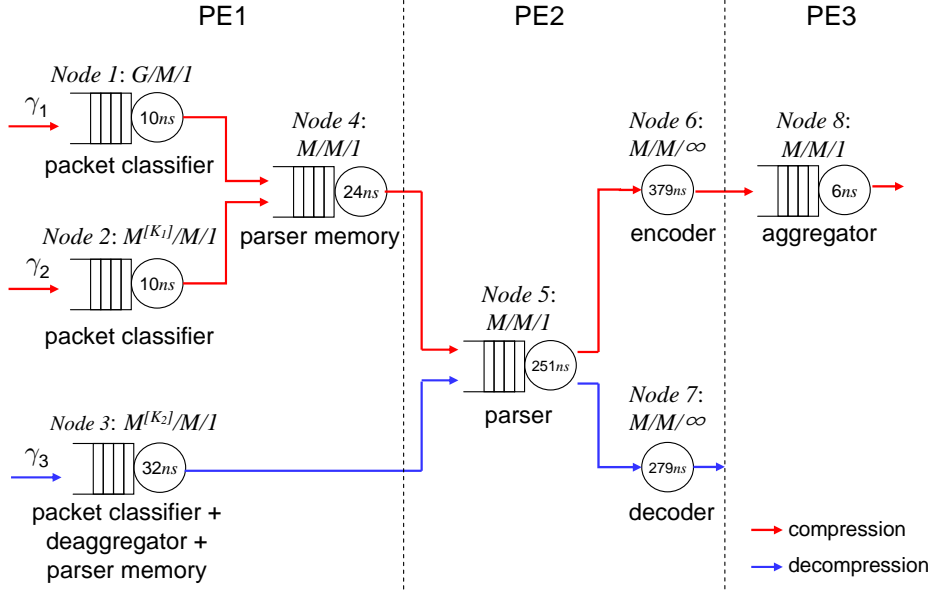 PE1
PE2
PE3
Node 1: G/M/1
γ1
10ns
packet classifier
Node 2: M[K1]/M/1
γ2
10ns
packet classifier
Node 3: M[K2]/M/1
γ3
32ns
packet classifier +
deaggregator +
parser memory
Node 4:
M/M/1
24ns
parser memory
Node 5:
M/M/1
251ns
parser
Node 6:
M/M/∞
379ns
encoder
Node 7:
M/M/∞
279ns
decoder
Node 8:
M/M/1
6ns
aggregator
compression
decompression